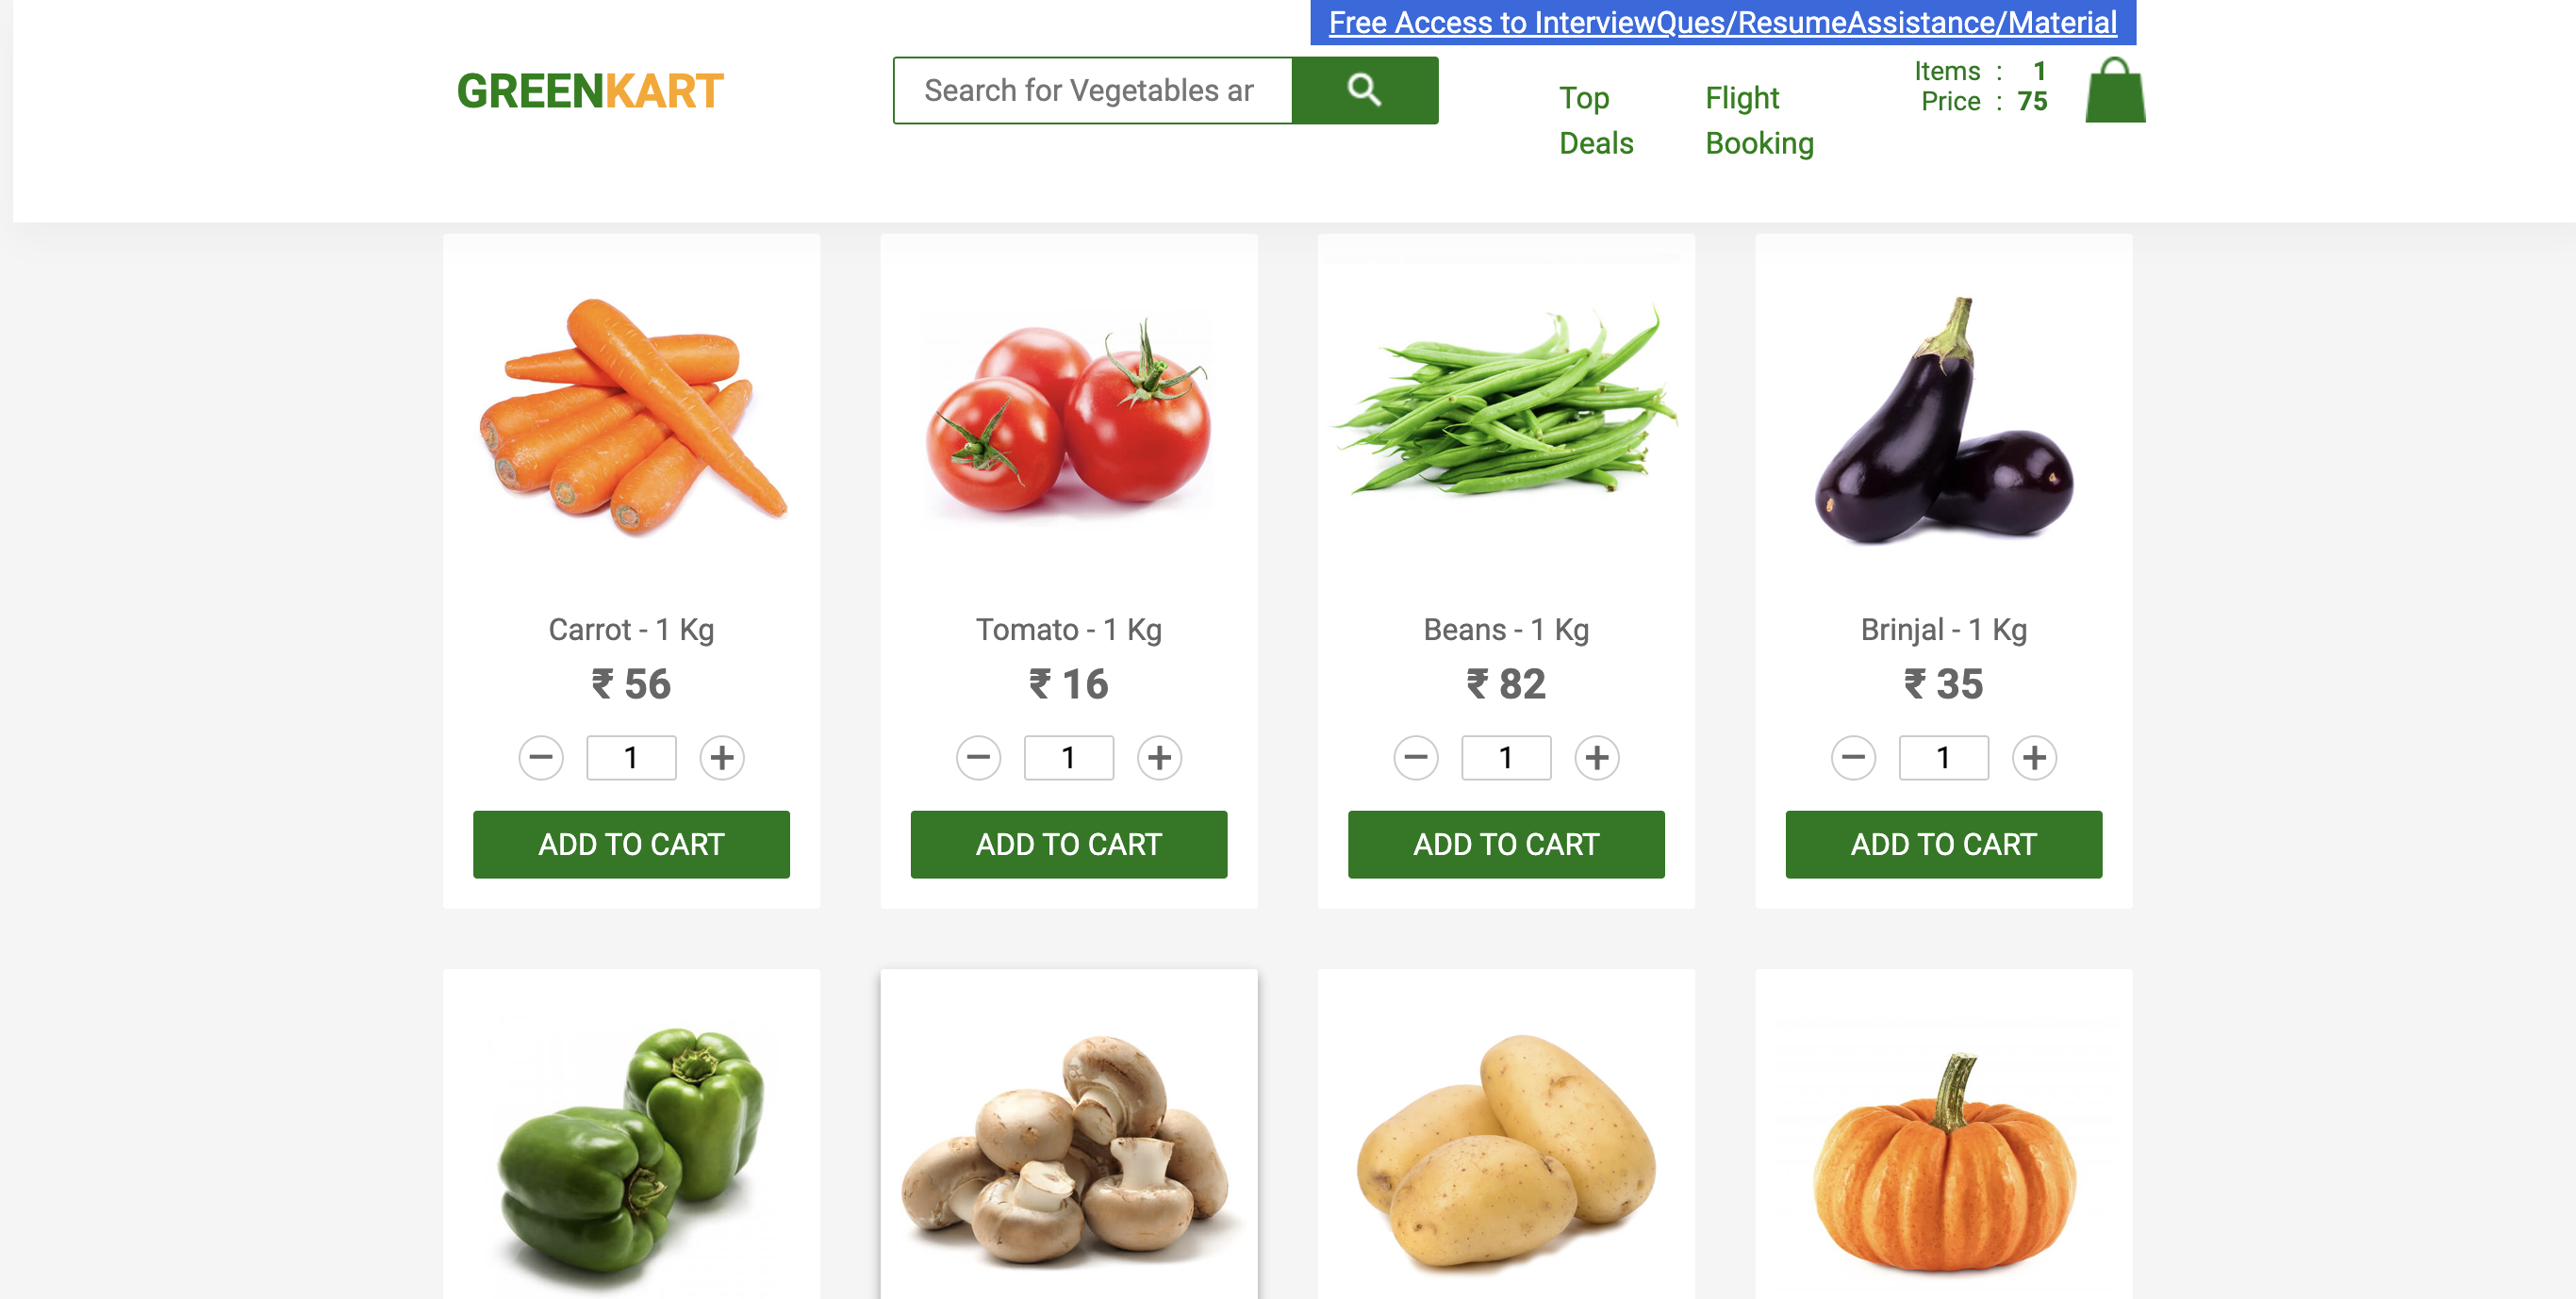 Free Access to InterviewQues/ResumeAssistance/Material
GREENKART
Search for Vegetables ar
Top
Deals
Flight
Booking
Items : 1
Price : 75
Carrot - 1 Kg
₹ 56
1
ADD TO CART
Tomato - 1 Kg
₹ 16
1
ADD TO CART
Beans - 1 Kg
₹ 82
1
ADD TO CART
Brinjal - 1 Kg
₹ 35
1
ADD TO CART